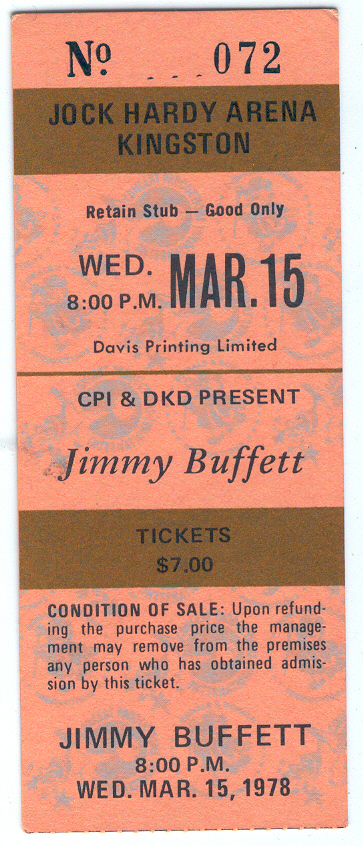 Nº 072
JOCK HARDY ARENA
KINGSTON
Retain Stub — Good Only
WED.
8:00 P.M.
MAR. 15
Davis Printing Limited
CPI & DKD PRESENT
Jimmy Buffett
TICKETS
$7.00
CONDITION OF SALE: Upon refund-
ing the purchase price the manage-
ment may remove from the premises
any person who has obtained admis-
sion by this ticket.
JIMMY BUFFETT
8:00 P.M.
WED. MAR. 15, 1978